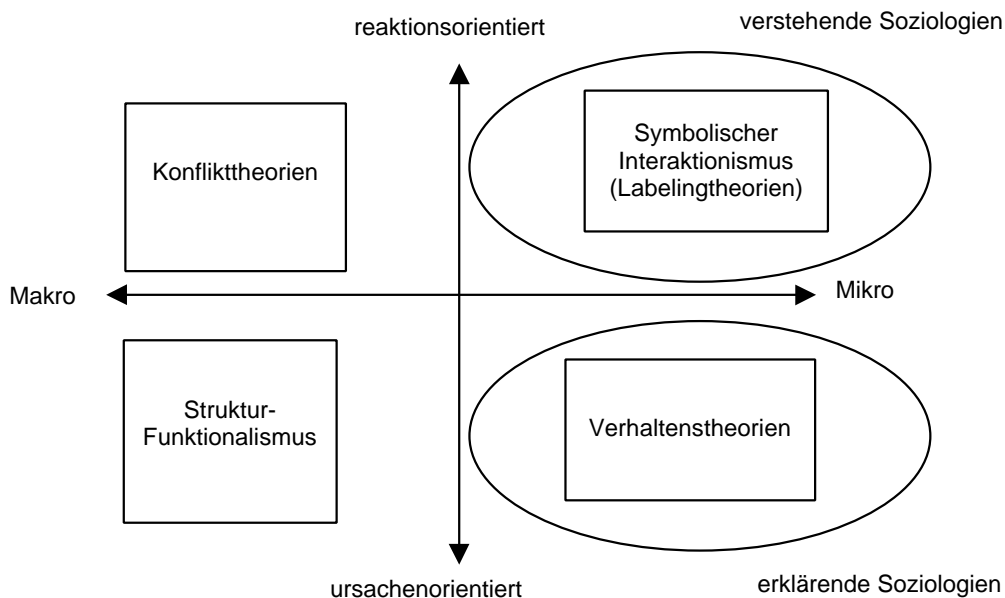 verstehende Soziologien
reaktionsorientiert
Symbolischer
Interaktionismus
(Labelingtheorien)
Konflikttheorien
Makro
Mikro
Struktur-
Funktionalismus
Verhaltenstheorien
ursachenorientiert
erklärende Soziologien